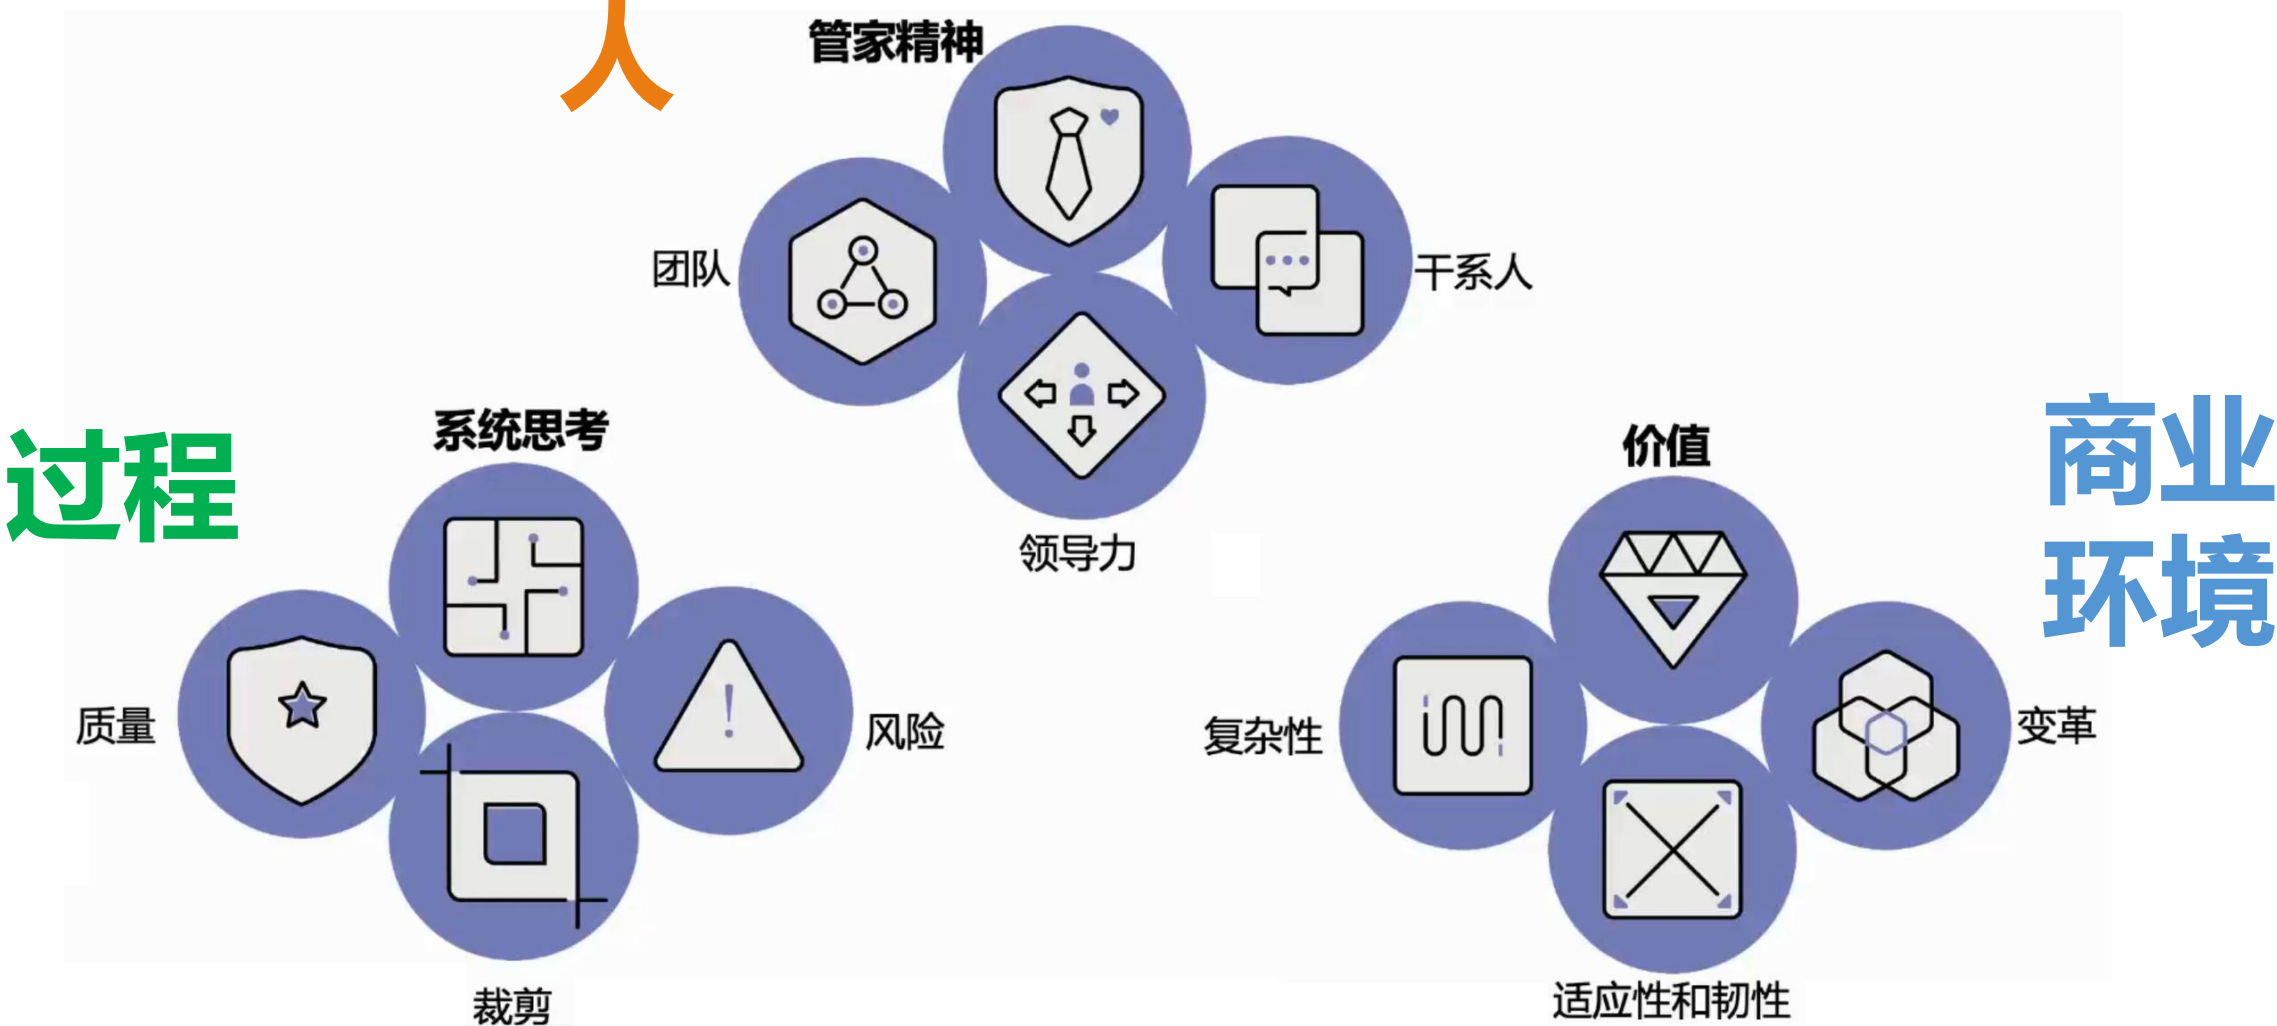 人
管家精神
团队
干系人
领导力
过程
系统思考
质量
风险
裁剪
商业
环境
价值
复杂性
变革
适应性和韧性